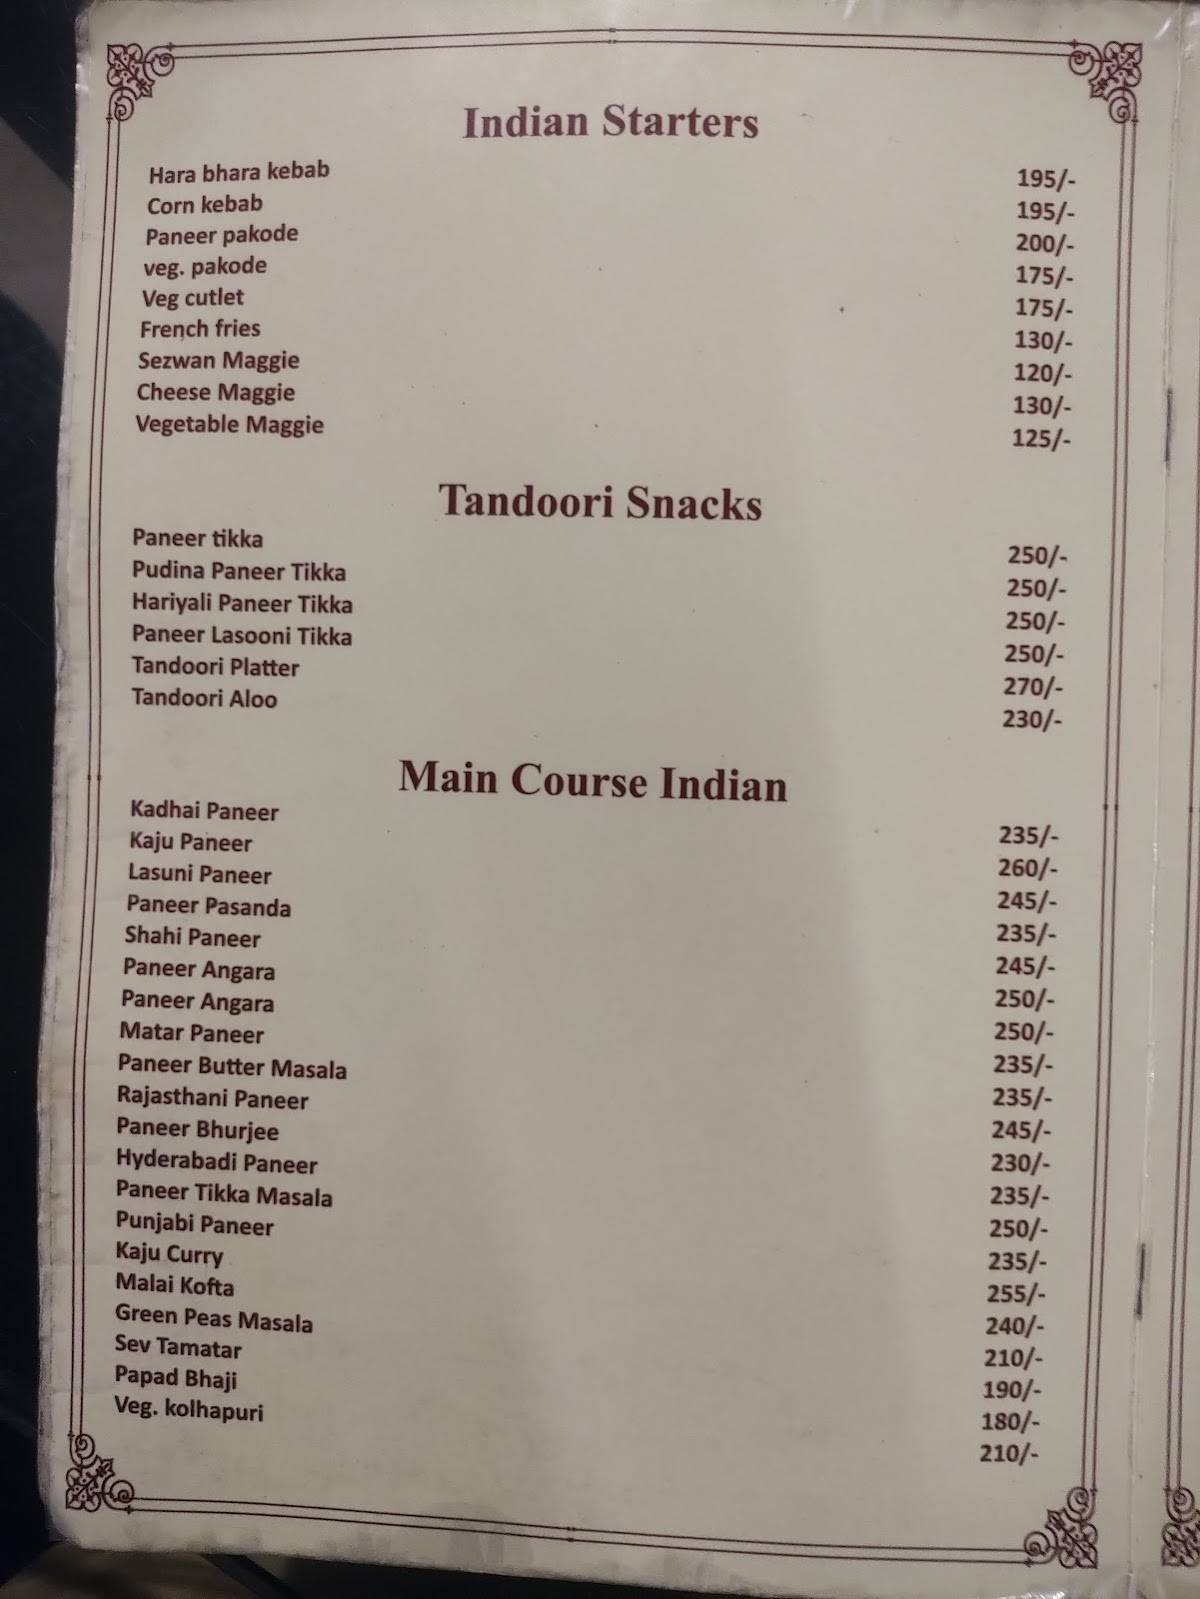 Indian Starters
Hara bhara kebab 195/-
Corn kebab 195/-
Paneer pakode 200/-
veg. pakode 175/-
Veg cutlet 175/-
French fries 130/-
Sezwan Maggie 120/-
Cheese Maggie 130/-
Vegetable Maggie 125/-
Tandoori Snacks
Paneer tikka 250/-
Pudina Paneer Tikka 250/-
Hariyali Paneer Tikka 250/-
Paneer Lasooni Tikka 250/-
Tandoori Platter 270/-
Tandoori Aloo 230/-
Main Course Indian
Kadhai Paneer 235/-
Kaju Paneer 260/-
Lasuni Paneer 245/-
Paneer Pasanda 235/-
Shahi Paneer 245/-
Paneer Angara 250/-
Paneer Angara 250/-
Matar Paneer 235/-
Paneer Butter Masala 235/-
Rajasthani Paneer 245/-
Paneer Bhurjee 230/-
Hyderabadi Paneer 235/-
Paneer Tikka Masala 250/-
Punjabi Paneer 235/-
Kaju Curry 255/-
Malai Kofta 240/-
Green Peas Masala 210/-
Sev Tamatar 190/-
Papad Bhaji 180/-
Veg. kolhapuri 210/-